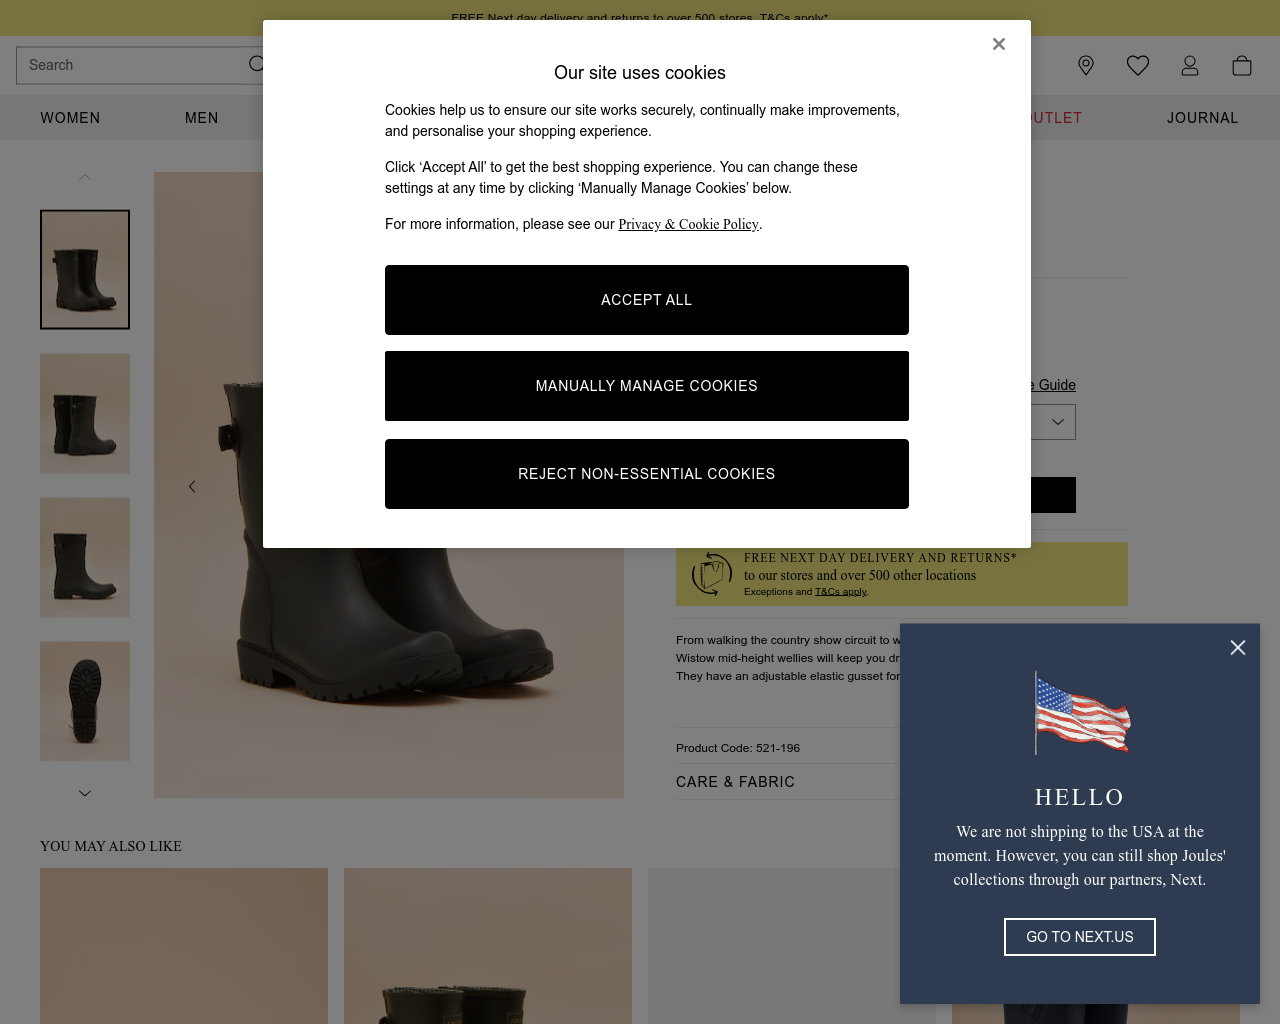 FREE Next day delivery and returns to over 500 stores. T&Cs apply*
Search
WOMEN
MEN
OUTLET
JOURNAL
Our site uses cookies
Cookies help us to ensure our site works securely, continually make improvements,
and personalise your shopping experience.
Click ‘Accept All’ to get the best shopping experience. You can change these
settings at any time by clicking ‘Manually Manage Cookies’ below.
For more information, please see our Privacy & Cookie Policy.
ACCEPT ALL
MANUALLY MANAGE COOKIES
REJECT NON-ESSENTIAL COOKIES
Guide
FREE NEXT DAY DELIVERY AND RETURNS*
to our stores and over 500 other locations
Exceptions and T&Cs apply.
From walking the country show circuit to
Wistow mid-height wellies will keep you
They have an adjustable elastic gusset for
Product Code: 521-196
CARE & FABRIC
HELLO
We are not shipping to the USA at the
moment. However, you can still shop Joules'
collections through our partners, Next.
GO TO NEXT.US
YOU MAY ALSO LIKE